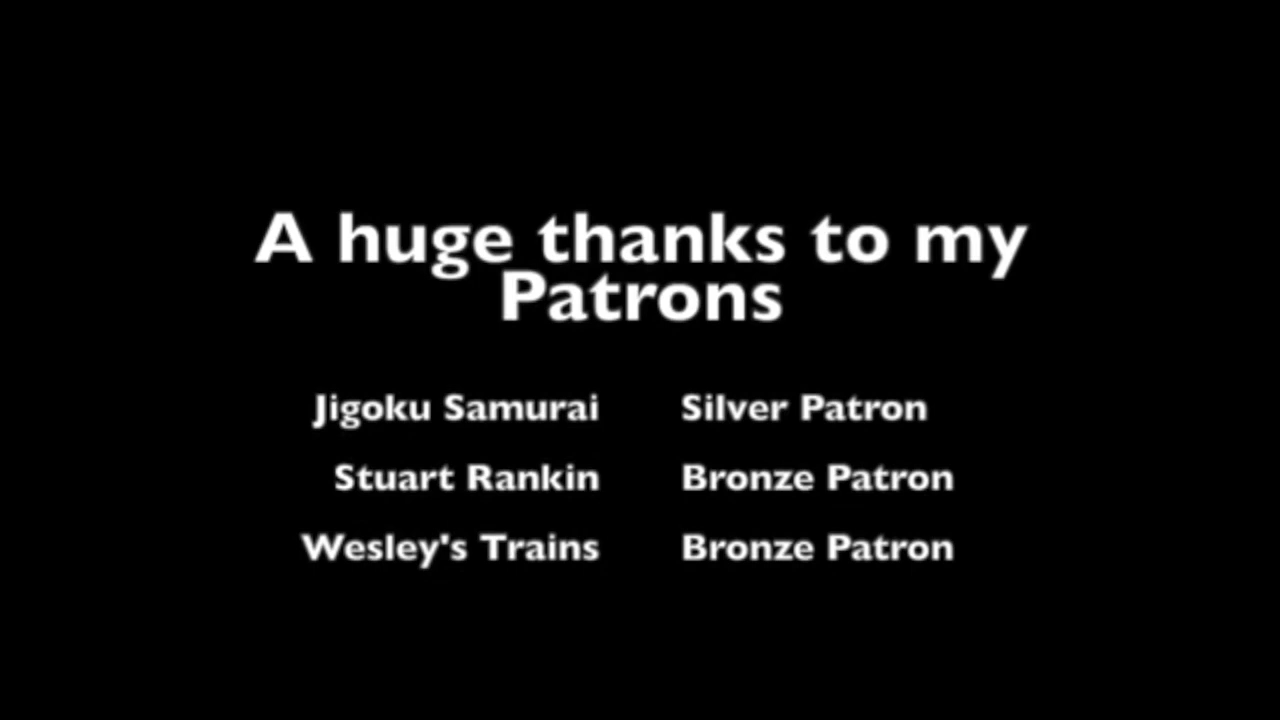 A huge thanks to my
Patrons
Jigoku Samurai Silver Patron
Stuart Rankin Bronze Patron
Wesley's Trains Bronze Patron